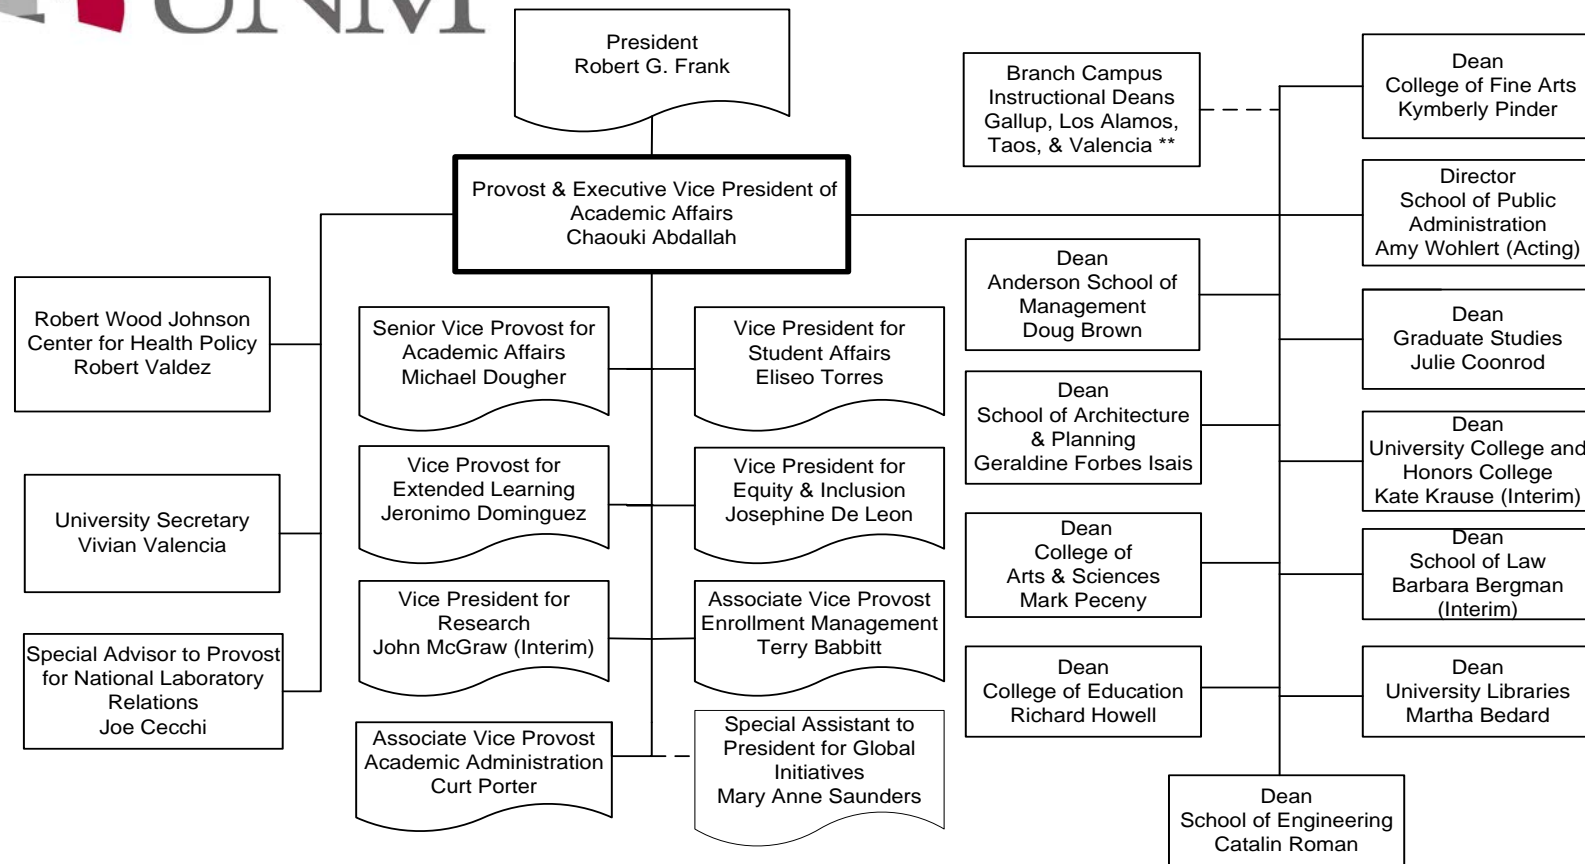 UNM
President
Robert G. Frank
Provost & Executive Vice President of
Academic Affairs
Chaouki Abdallah
Robert Wood Johnson
Center for Health Policy
Robert Valdez
University Secretary
Vivian Valencia
Special Advisor to Provost
for National Laboratory
Relations
Joe Cecchi
Senior Vice Provost for
Academic Affairs
Michael Dougher
Vice President for
Student Affairs
Eliseo Torres
Vice Provost for
Extended Learning
Jeronimo Dominguez
Vice President for
Equity & Inclusion
Josephine De Leon
Vice President for
Research
John McGraw (Interim)
Associate Vice Provost
Enrollment Management
Terry Babbitt
Associate Vice Provost
Academic Administration
Curt Porter
Special Assistant to
President for Global
Initiatives
Mary Anne Saunders
Branch Campus
Instructional Deans
Gallup, Los Alamos,
Taos, & Valencia **
Dean
Anderson School of
Management
Doug Brown
Dean
School of Architecture
& Planning
Geraldine Forbes Isais
Dean
College of
Arts & Sciences
Mark Peceny
Dean
College of Education
Richard Howell
Dean
College of Fine Arts
Kymberly Pinder
Director
School of Public
Administration
Amy Wohlert (Acting)
Dean
Graduate Studies
Julie Coonrod
Dean
University College and
Honors College
Kate Krause (Interim)
Dean
School of Law
Barbara Bergman
(Interim)
Dean
University Libraries
Martha Bedard
Dean
School of Engineering
Catalin Roman